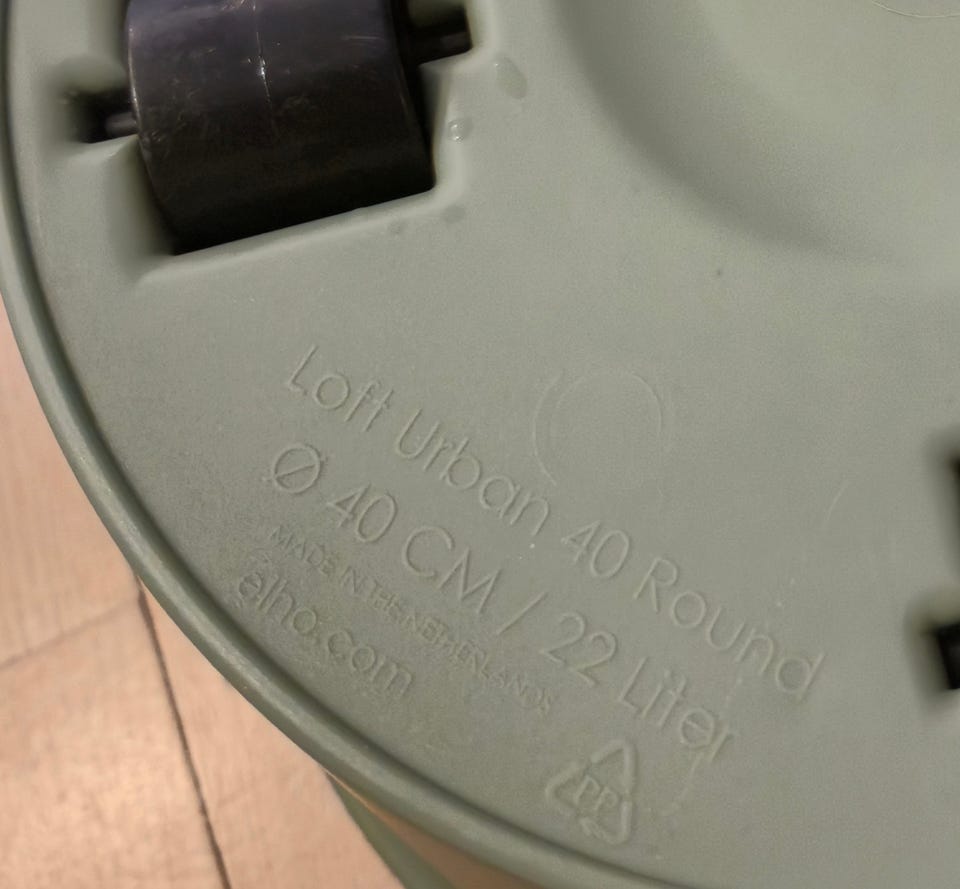 Loft Urban 40 Round
Ø 40 CM / 22 Liter
MADE IN THE NETHERLANDS
elho.com
PP